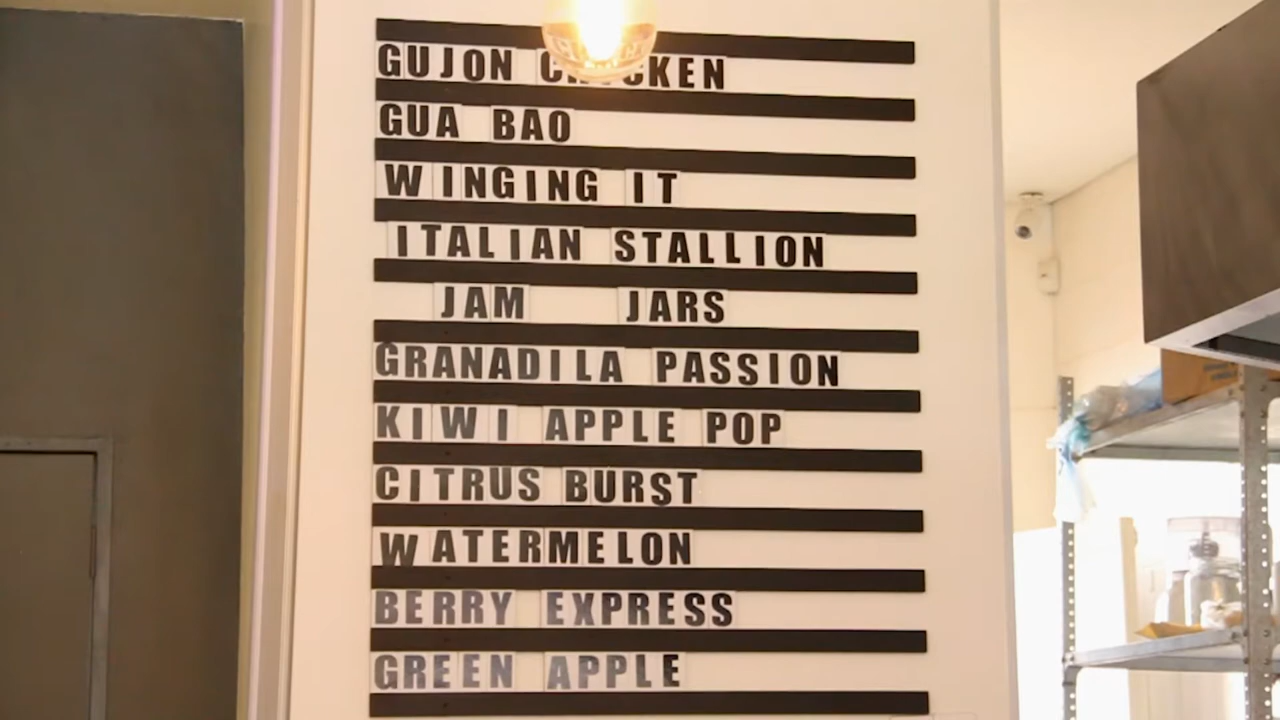 GUJON CHICKEN
GUA BAO
WINGING IT
ITALIAN STALLION
JAM JARS
GRANADILA PASSION
KIWI APPLE POP
CITRUS BURST
WATERMELON
BERRY EXPRESS
GREEN APPLE